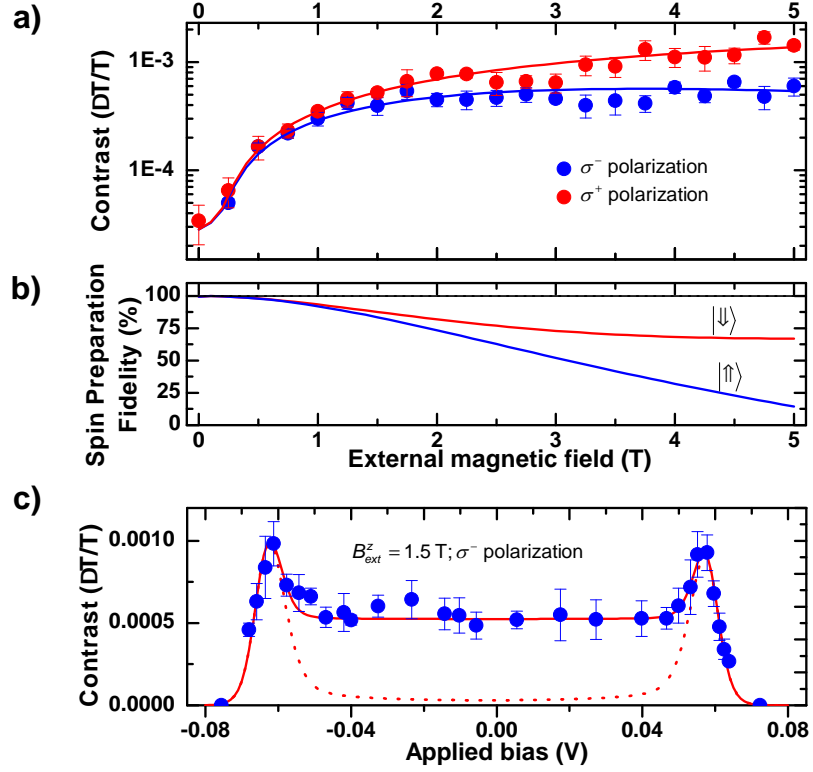 a)
0 1 2 3 4 5
1E-3
1E-4
Contrast (DT/T)
σ⁻ polarization
σ⁺ polarization
b)
100
75
50
25
0
Spin Preparation
Fidelity (%)
|⇓⟩
|⇑⟩
0 1 2 3 4 5
External magnetic field (T)
c)
0.0010
0.0005
0.0000
Contrast (DT/T)
B^z_ext = 1.5 T; σ⁻ polarization
-0.08 -0.04 0.00 0.04 0.08
Applied bias (V)